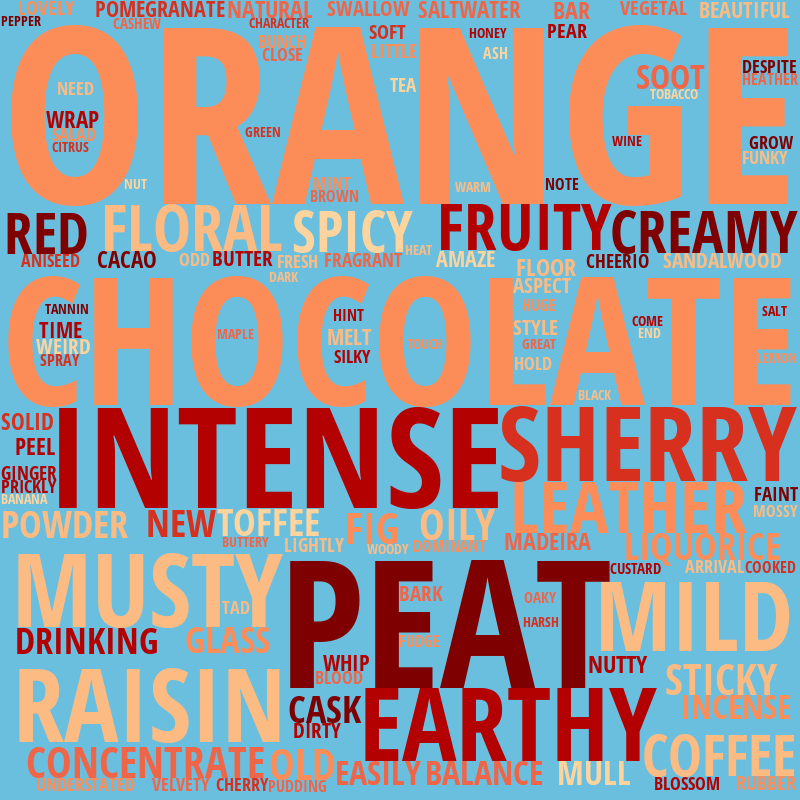 LOVELY POMEGRANATE NATURAL SWALLOW SALTWATER BAR VEGETAL BEAUTIFUL
PEPPER CASHEW CHARACTER
BUNCH SOFT HONEY PEAR
CLOSE LITTLE ASH
ORANGE
NEED TEA SOOT DESPITE
TOBACCO HEATHER
WRAP
SALAD GREEN WINE GROW
CITRUS FUNKY
NUT MINT WARM NOTE
BROWN
RED FLORAL SPICY FRUITY CREAMY
ANISEED CACAO ODD BUTTER FRESH FRAGRANT HEAT AMAZE FLOOR CHEERIO SANDALWOOD
DARK ASPECT
CHOCOLATE
TANNIN HINT HUGE SALT
TIME MAPLE MELT STYLE COME
WEIRD SILKY TOUCH GREAT END
SPRAY HOLD LEMON
BLACK
SOLID INTENSE SHERRY
PEEL
GINGER
PRICKLY
BANANA LEATHER FAINT
POWDER NEW TOFFEE FIG OILY MOSSY
BUTTERY LIGHTLY WOODY DOMINANT MADEIRA LIQUORICE
MUSTY PEAT CUSTARD ARRIVAL COOKED
TAD BARK OAKY MILD
DRINKING GLASS FUDGE HARSH
RAISIN WHIP NUTTY
BLOOD STICKY
CASK EARTHY INCENSE
DIRTY
CONCENTRATE OLD EASILY BALANCE MULL COFFEE
UNDERSTATED VELVETY CHERRY PUDDING BLOSSOM RUBBER